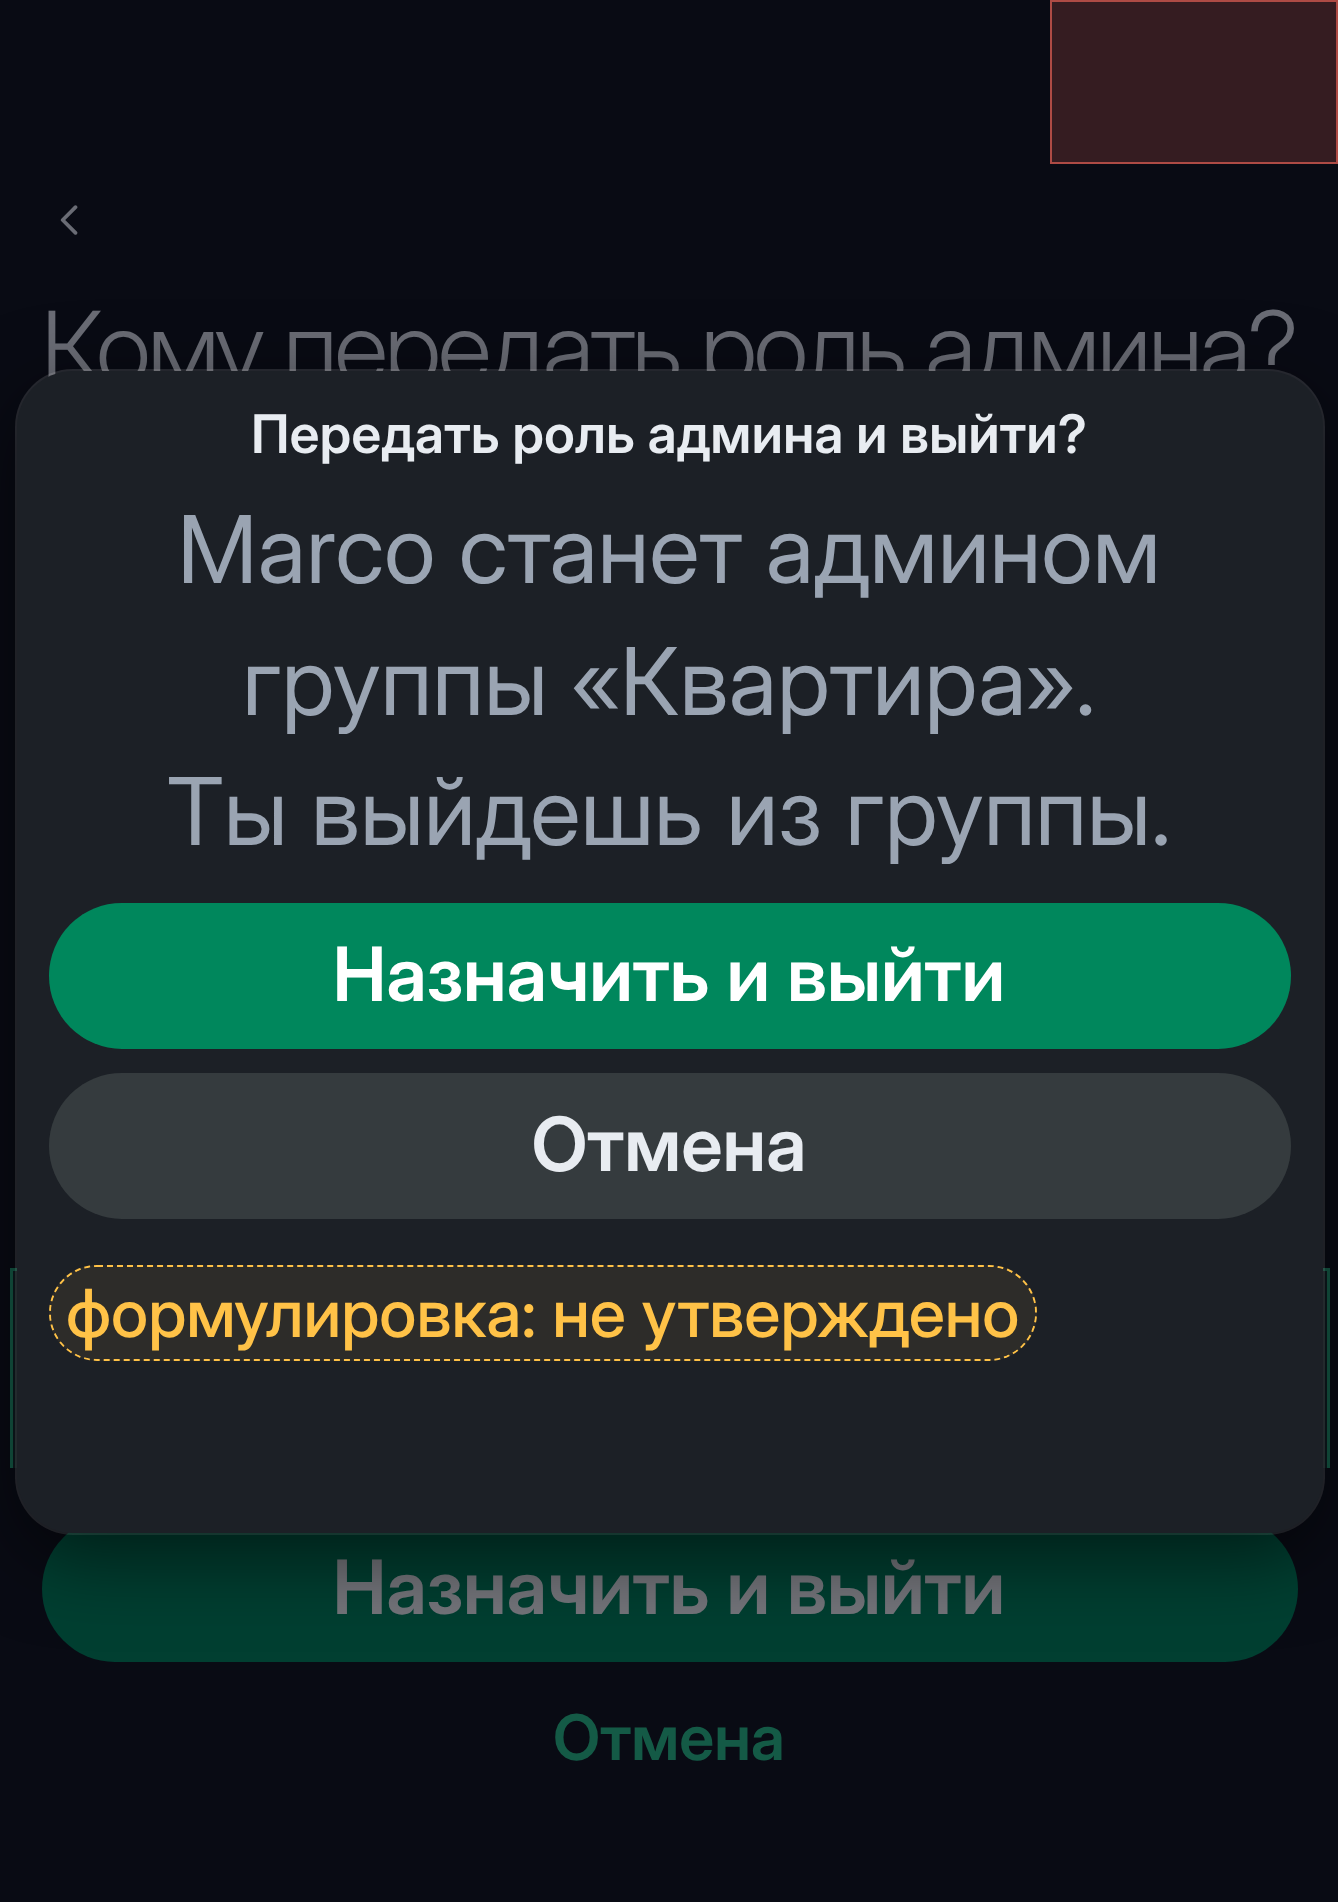 Кому передать роль админа?
Передать роль админа и выйти?
Marco станет админом
группы «Квартира».
Ты выйдешь из группы.
Назначить и выйти
Отмена
формулировка: не утверждено
Назначить и выйти
Отмена